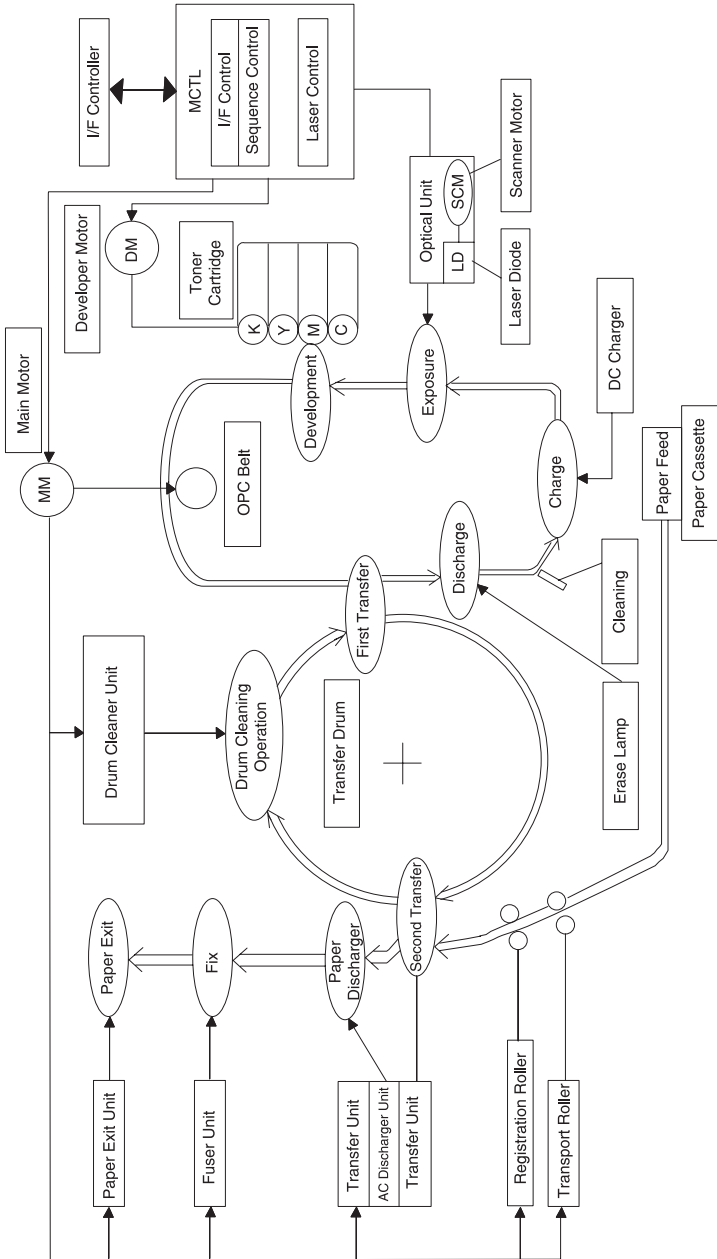 I/F Controller
MCTL
I/F Control
Sequence Control
Laser Control
Developer Motor
DM
Toner
Cartridge
K
Y
M
C
Optical Unit
LD
SCM
Scanner Motor
Laser Diode
Main Motor
MM
OPC Belt
Development
Exposure
Charge
DC Charger
Paper Feed
Paper Cassette
Discharge
Cleaning
First Transfer
Erase Lamp
Drum Cleaner Unit
Drum Cleaning
Operation
Transfer Drum
Second Transfer
Paper Exit
Fix
Paper
Discharger
Paper Exit Unit
Fuser Unit
Transfer Unit
AC Discharger Unit
Transfer Unit
Registration Roller
Transport Roller